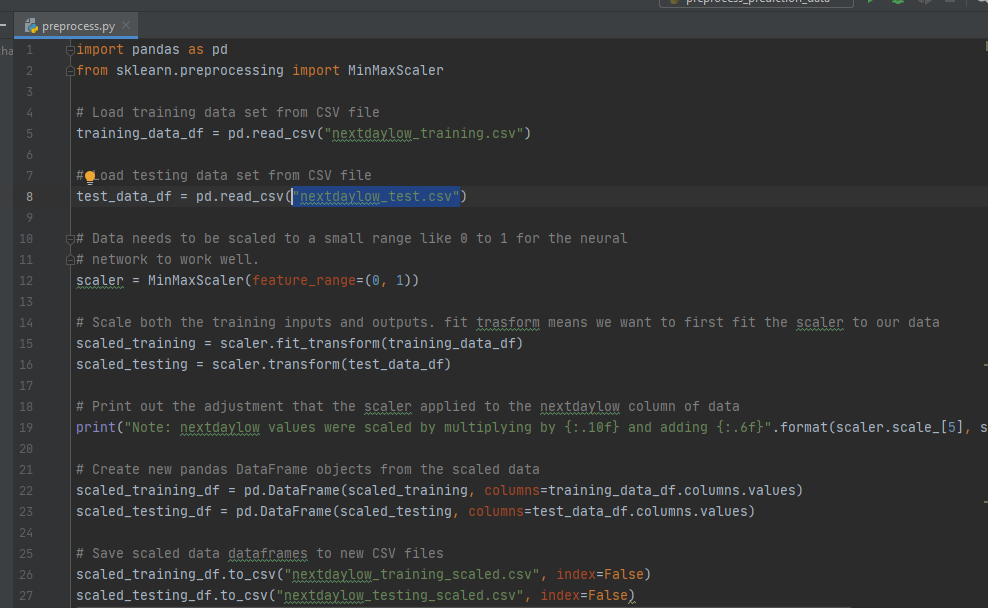 preprocess_prediction_data
preprocess.py
1 import pandas as pd
2 from sklearn.preprocessing import MinMaxScaler
3
4 # Load training data set from CSV file
5 training_data_df = pd.read_csv("nextdaylow_training.csv")
6
7 # Load testing data set from CSV file
8 test_data_df = pd.read_csv("nextdaylow_test.csv")
9
10 # Data needs to be scaled to a small range like 0 to 1 for the neural
11 # network to work well.
12 scaler = MinMaxScaler(feature_range=(0, 1))
13
14 # Scale both the training inputs and outputs. fit trasform means we want to first fit the scaler to our data
15 scaled_training = scaler.fit_transform(training_data_df)
16 scaled_testing = scaler.transform(test_data_df)
17
18 # Print out the adjustment that the scaler applied to the nextdaylow column of data
19 print("Note: nextdaylow values were scaled by multiplying by {:.10f} and adding {:.6f}".format(scaler.scale_[5], s
20
21 # Create new pandas DataFrame objects from the scaled data
22 scaled_training_df = pd.DataFrame(scaled_training, columns=training_data_df.columns.values)
23 scaled_testing_df = pd.DataFrame(scaled_testing, columns=test_data_df.columns.values)
24
25 # Save scaled data dataframes to new CSV files
26 scaled_training_df.to_csv("nextdaylow_training_scaled.csv", index=False)
27 scaled_testing_df.to_csv("nextdaylow_testing_scaled.csv", index=False)